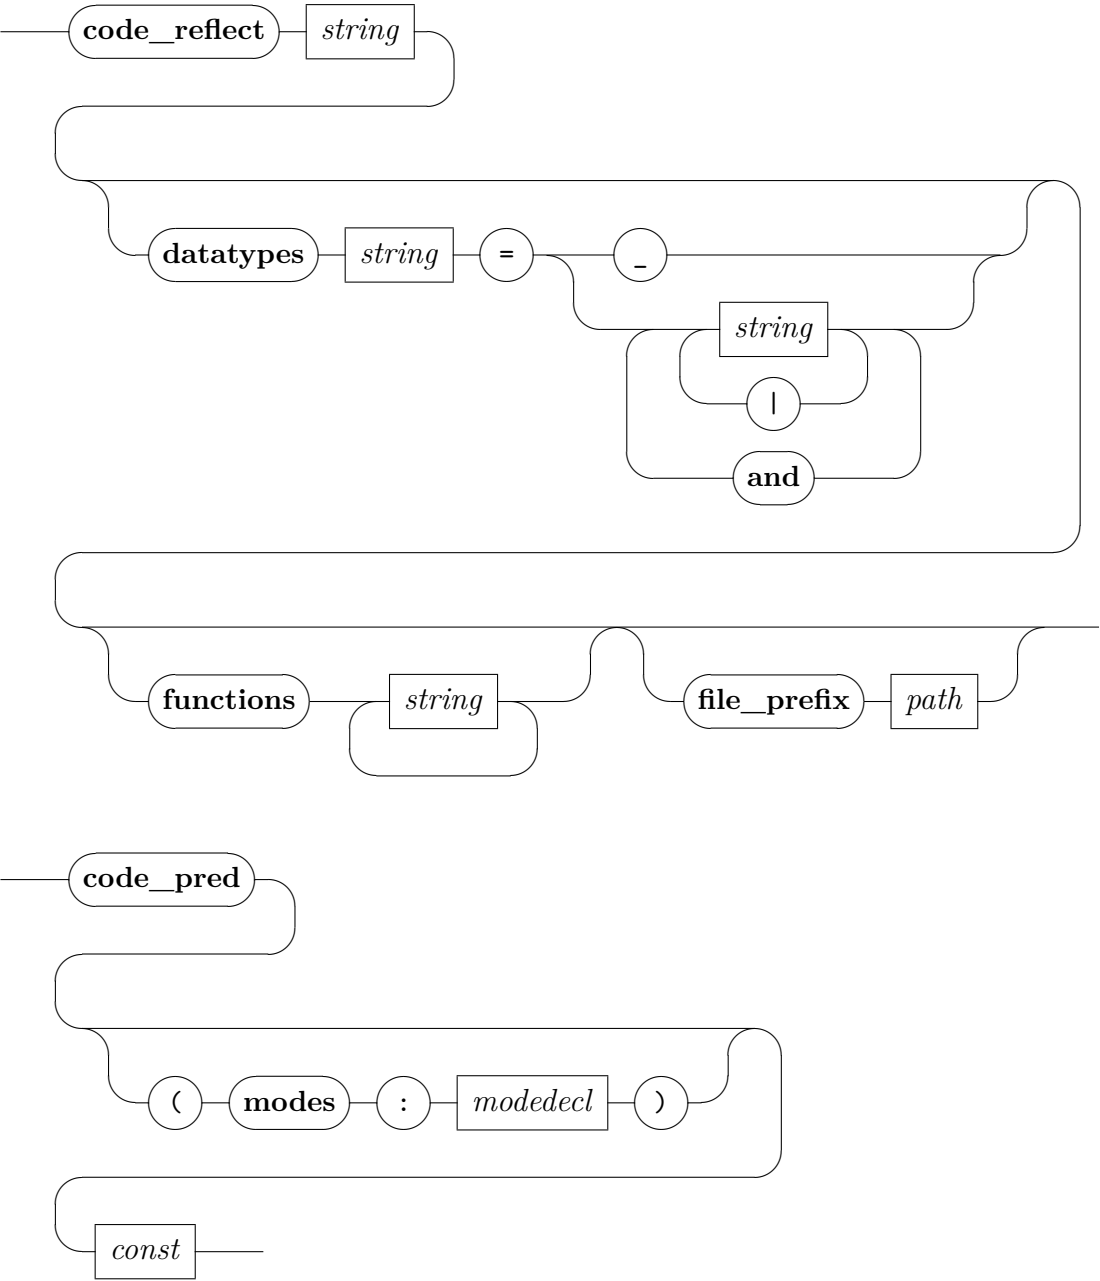 code_reflect string
datatypes string = _
string
|
and
functions string file_prefix path
code_pred
( modes : modedecl )
const